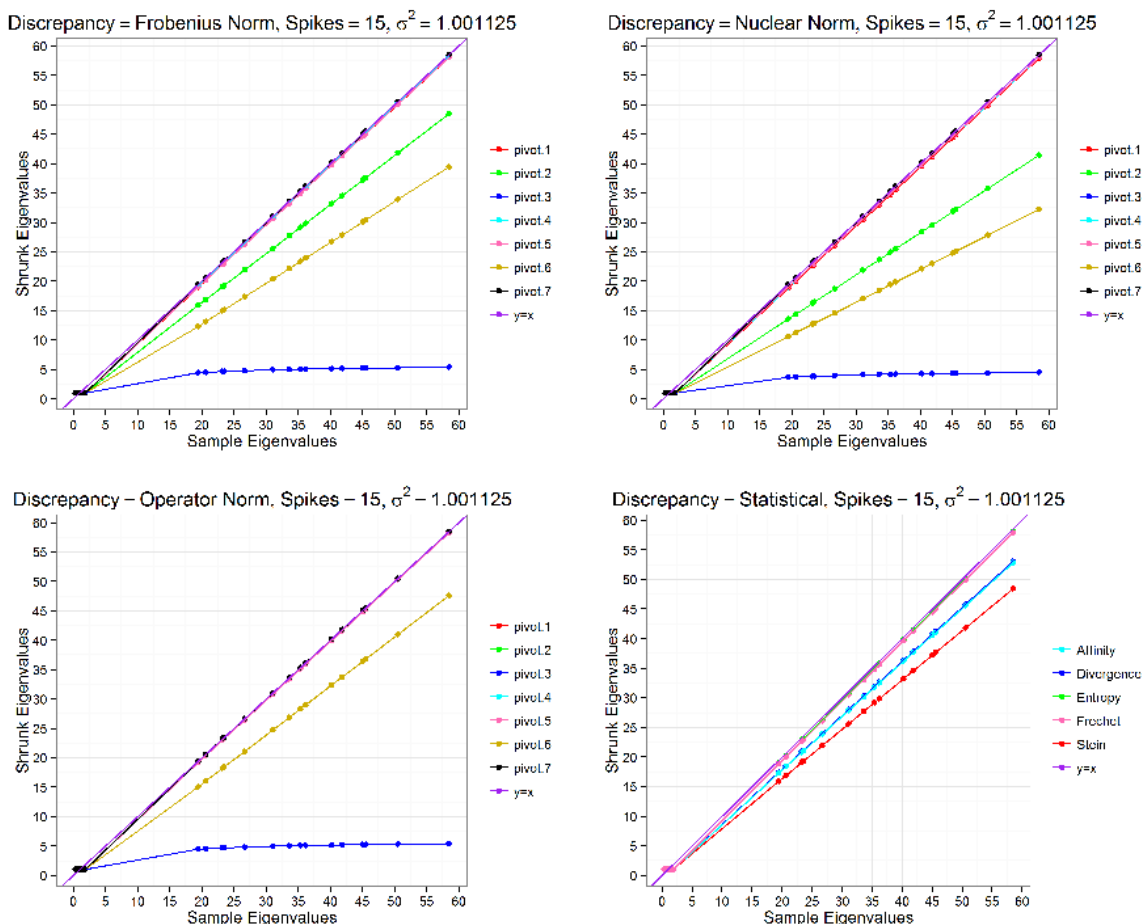 Discrepancy = Frobenius Norm, Spikes = 15, σ² = 1.001125
60
55
50
45
40
35
30
25
20
15
10
5
0
Shrunk Eigenvalues
0 5 10 15 20 25 30 35 40 45 50 55 60
Sample Eigenvalues
pivot.1
pivot.2
pivot.3
pivot.4
pivot.5
pivot.6
pivot.7
y=x
Discrepancy = Nuclear Norm, Spikes = 15, σ² = 1.001125
60
55
50
45
40
35
30
25
20
15
10
5
0
Shrunk Eigenvalues
0 5 10 15 20 25 30 35 40 45 50 55 60
Sample Eigenvalues
pivot.1
pivot.2
pivot.3
pivot.4
pivot.5
pivot.6
pivot.7
y=x
Discrepancy = Operator Norm, Spikes = 15, σ² = 1.001125
60
55
50
45
40
35
30
25
20
15
10
5
0
Shrunk Eigenvalues
0 5 10 15 20 25 30 35 40 45 50 55 60
Sample Eigenvalues
pivot.1
pivot.2
pivot.3
pivot.4
pivot.5
pivot.6
pivot.7
y=x
Discrepancy = Statistical, Spikes = 15, σ² = 1.001125
60
55
50
45
40
35
30
25
20
15
10
5
0
Shrunk Eigenvalues
0 5 10 15 20 25 30 35 40 45 50 55 60
Sample Eigenvalues
Affinity
Divergence
Entropy
Frechet
Stein
y=x